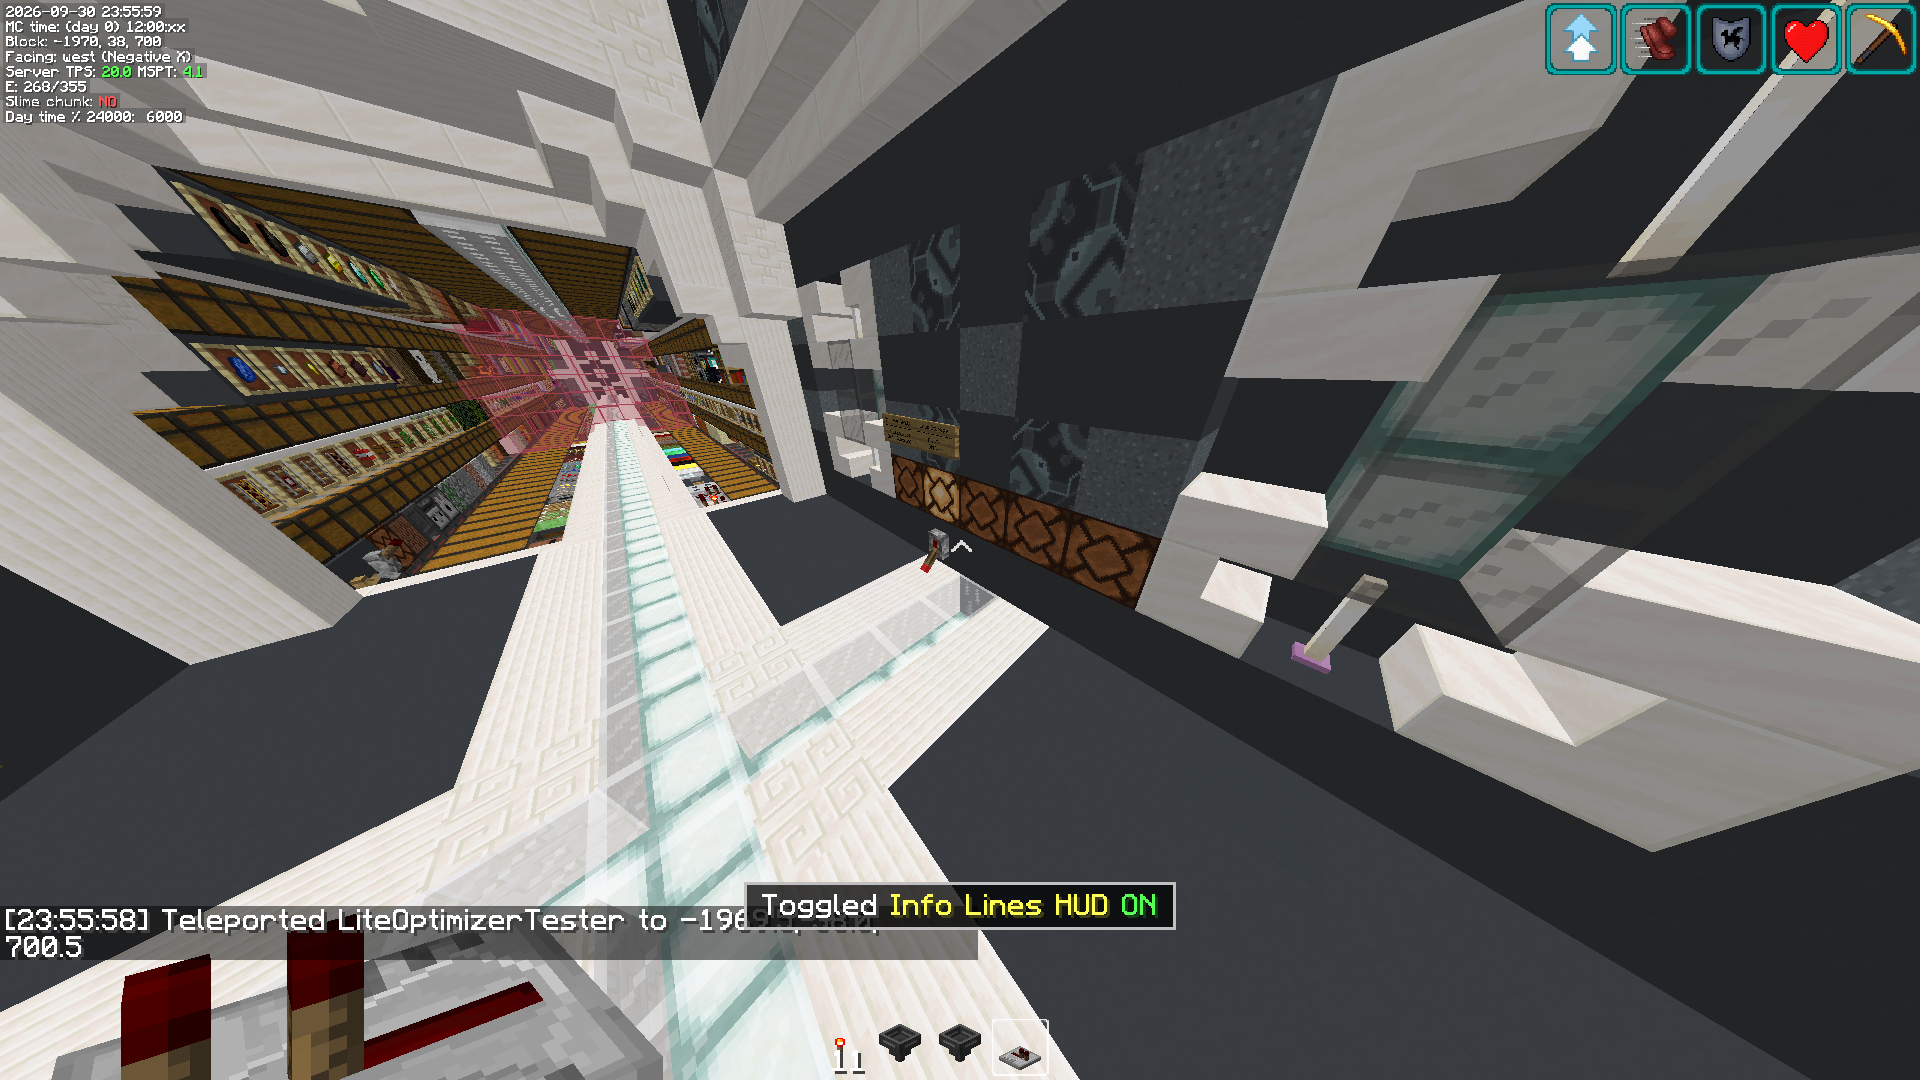 2026-09-30 23:55:59
MC time: (day 0) 12:00:xx
Block: -1970, 38, 700
Facing: west (Negative X)
Server TPS: 20.0 MSPT: 4.1
E: 268/355
Slime chunk: NO
Day time % 24000: 6000
Toggled Info Lines HUD ON
[23:55:58] Teleported LiteOptimizerTester to
700.5